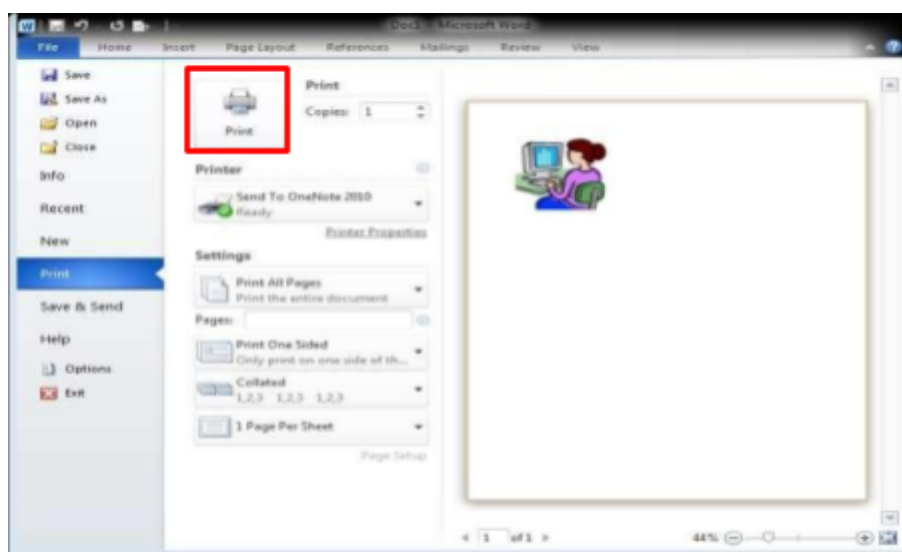 Doc1 - Microsoft Word
File Home Insert Page Layout References Mailings Review View
Save
Save As
Open
Close
Info
Recent
New
Print
Save & Send
Help
Options
Exit
Print
Print
Copies: 1
Printer
Send To OneNote 2010
Ready
Printer Properties
Settings
Print All Pages
Print the entire document
Pages:
Print One Sided
Only print on one side of th...
Collated
1,2,3 1,2,3 1,2,3
1 Page Per Sheet
Page Setup
1 of 1
44%